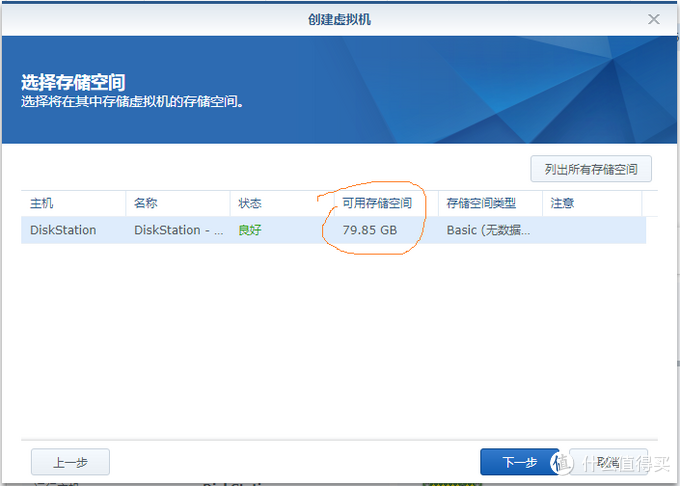 创建虚拟机
选择存储空间
选择将在其中存储虚拟机的存储空间。
列出所有存储空间
主机 名称 状态 可用存储空间 存储空间类型 注意
DiskStation DiskStation - ... 良好 79.85 GB Basic (无数据...
上一步 下一步 取消
值 什么值得买